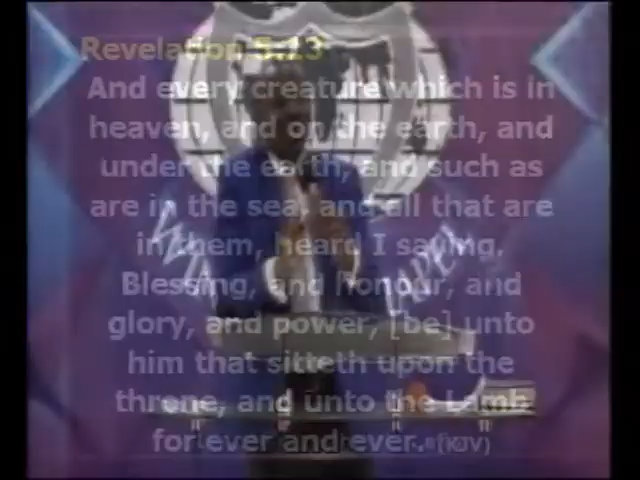 Revelation 5:13
And every creature which is in
heaven, and on the earth, and
under the earth, and such as
are in the sea, and all that are
in them, heard I saying,
Blessing, and honour, and
glory, and power, [be] unto
him that sitteth upon the
throne, and unto the Lamb
for ever and ever. (KJV)